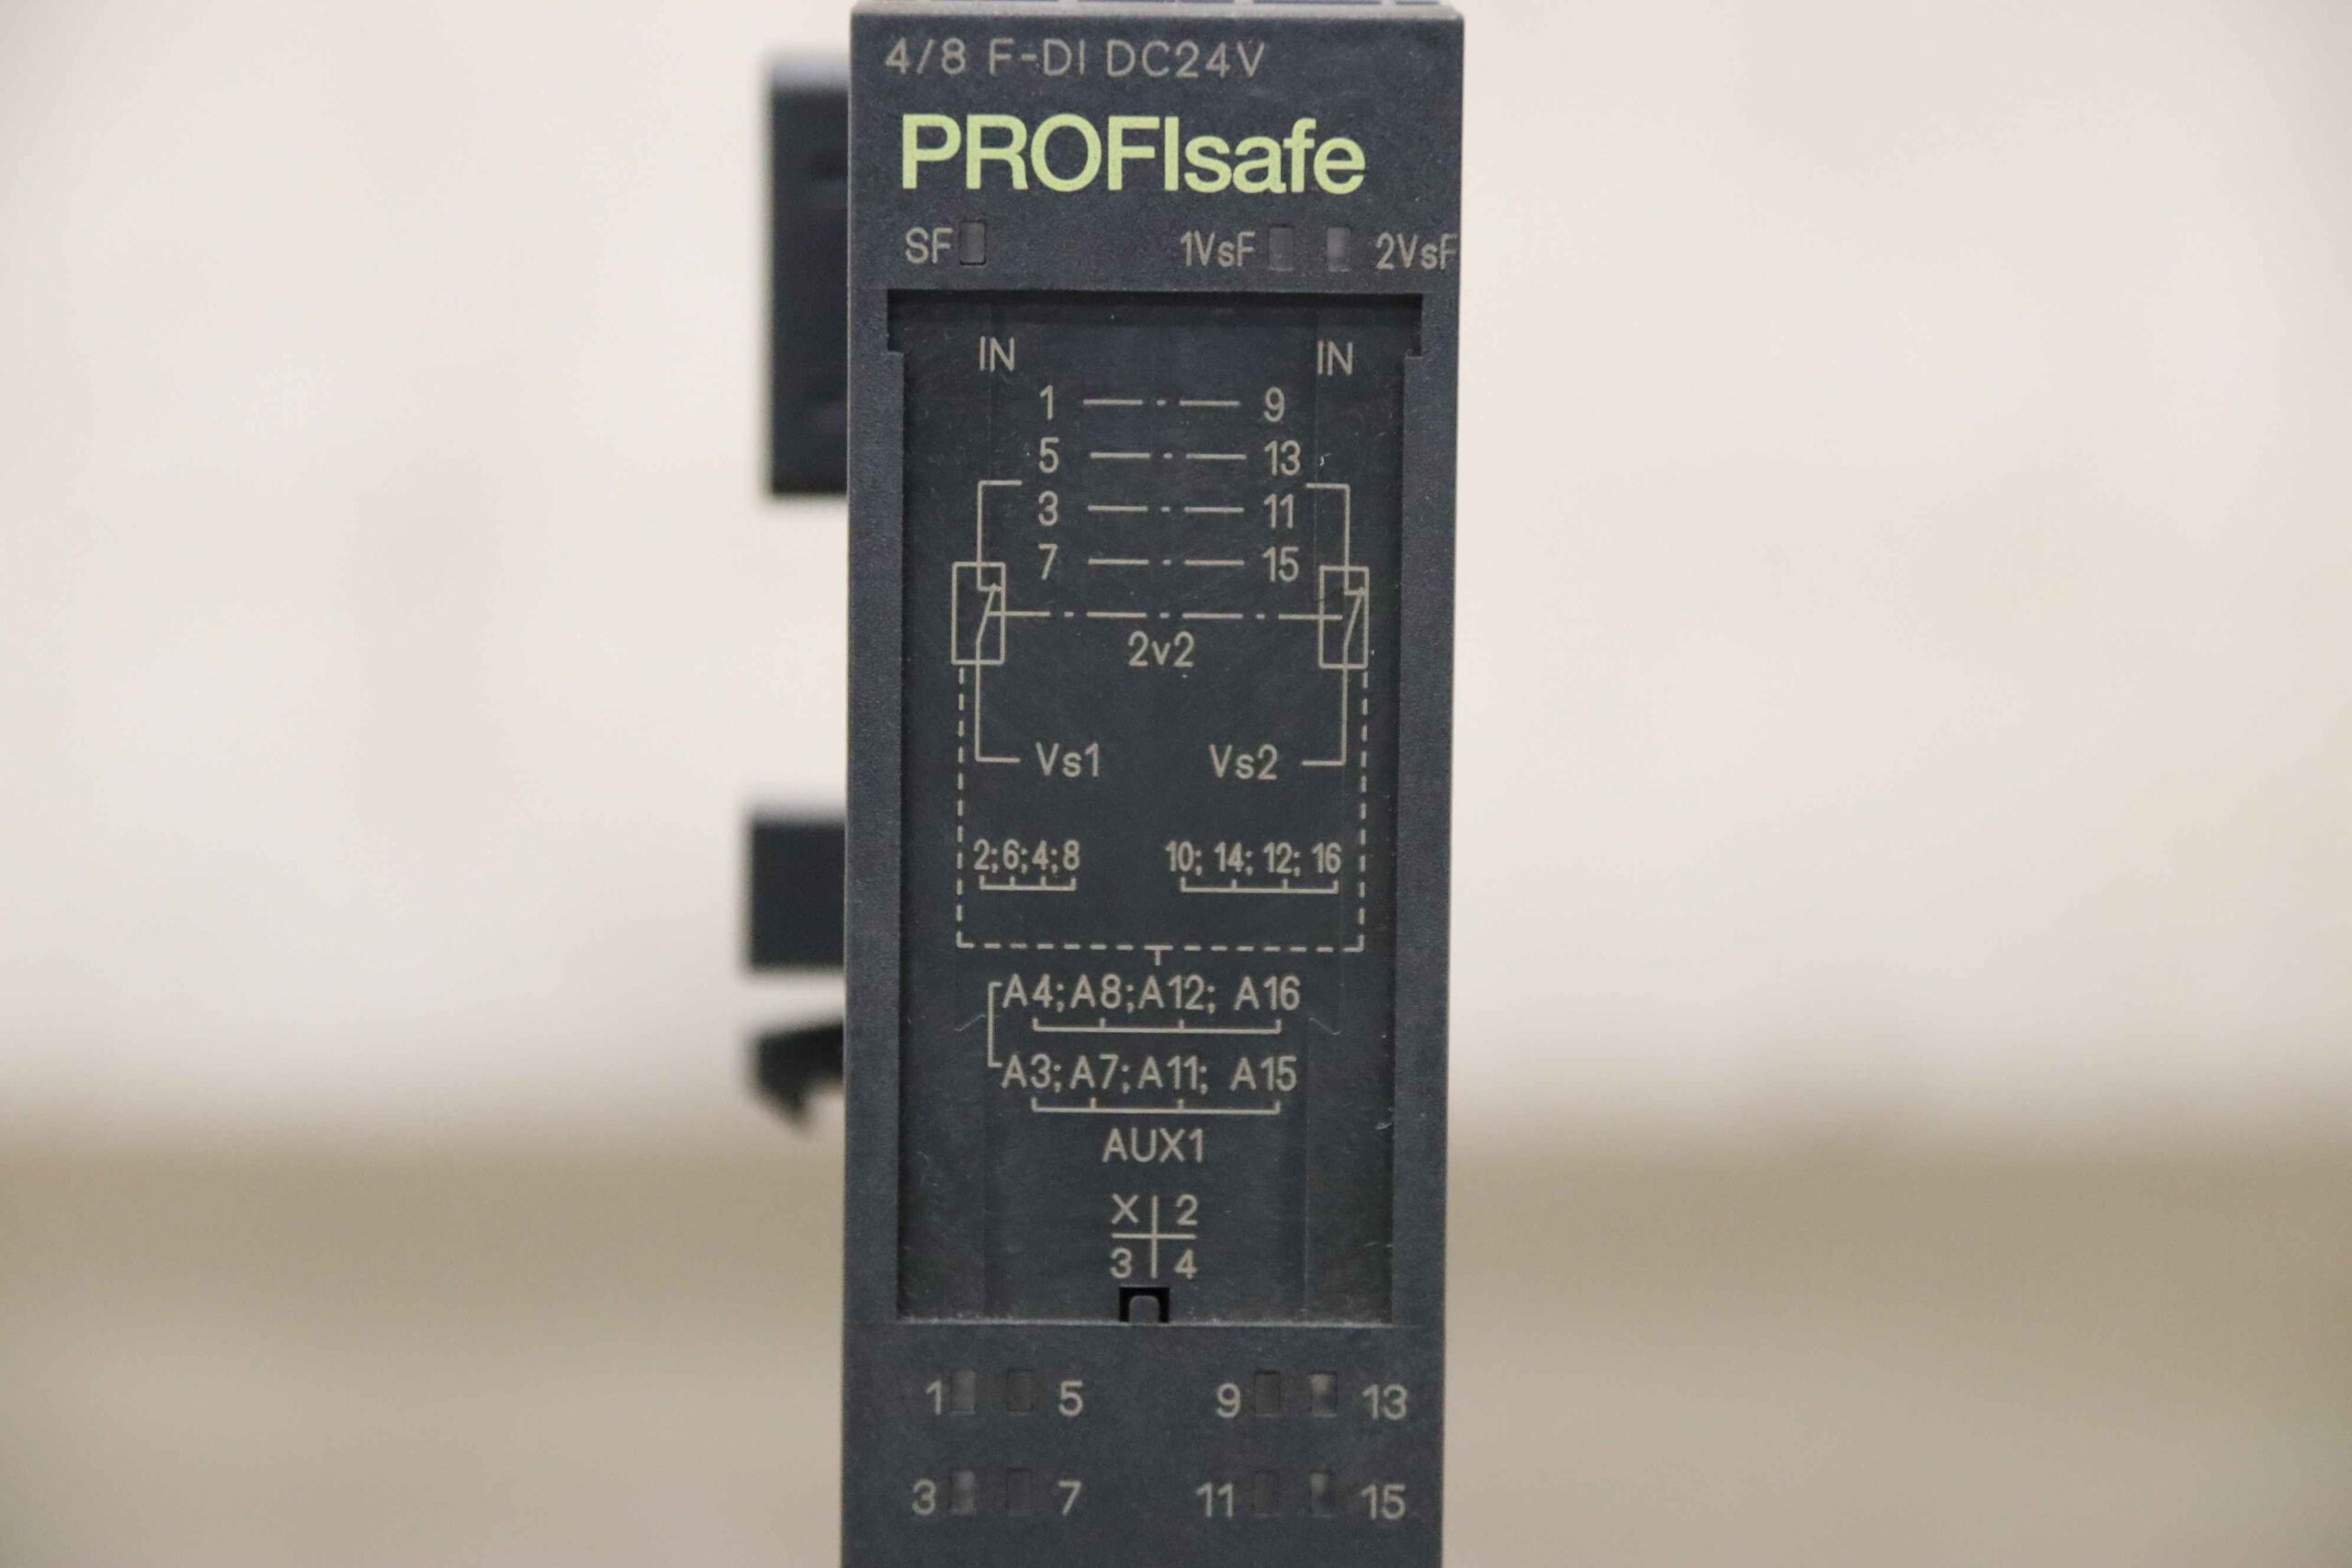 4/8 F-DI DC24V
PROFIsafe
SF 1VsF 2VsF
IN IN
1 9
5 13
3 11
7 15
2v2
Vs1 Vs2
2;6;4;8 10; 14; 12; 16
A4;A8;A12; A16
A3;A7;A11; A15
AUX1
X 2
3 4
1 5 9 13
3 7 11 15